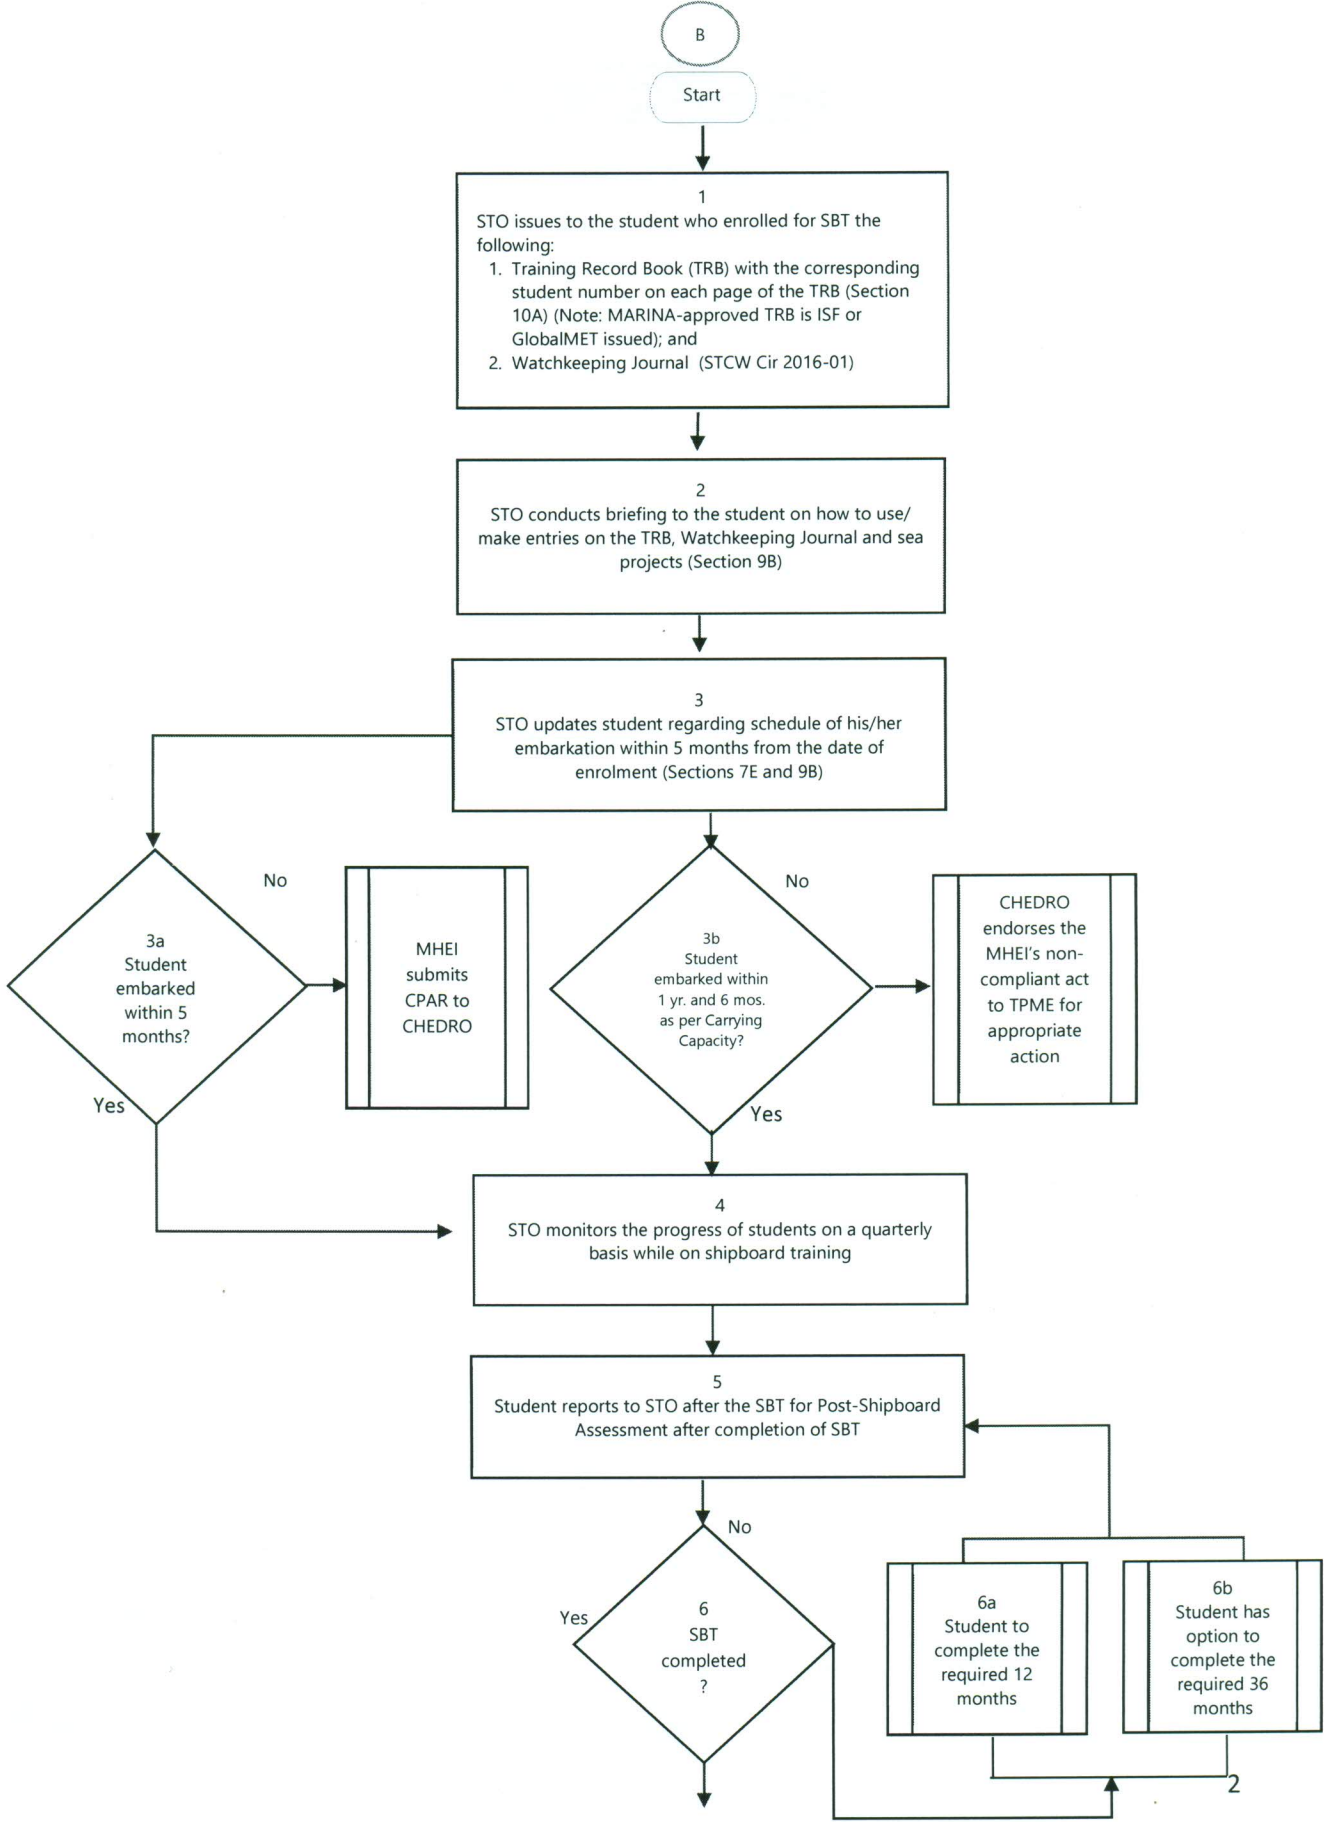 B
Start
1
STO issues to the student who enrolled for SBT the
following:
1. Training Record Book (TRB) with the corresponding
student number on each page of the TRB (Section
10A) (Note: MARINA-approved TRB is ISF or
GlobalMET issued); and
2. Watchkeeping Journal (STCW Cir 2016-01)
2
STO conducts briefing to the student on how to use/
make entries on the TRB, Watchkeeping Journal and sea
projects (Section 9B)
3
STO updates student regarding schedule of his/her
embarkation within 5 months from the date of
enrolment (Sections 7E and 9B)
No
3a
Student
embarked
within 5
months?
Yes
MHEI
submits
CPAR to
CHEDRO
No
3b
Student
embarked within
1 yr. and 6 mos.
as per Carrying
Capacity?
Yes
CHEDRO
endorses the
MHEI's non-
compliant act
to TPME for
appropriate
action
4
STO monitors the progress of students on a quarterly
basis while on shipboard training
5
Student reports to STO after the SBT for Post-Shipboard
Assessment after completion of SBT
No
Yes
6
SBT
completed
?
6a
Student to
complete the
required 12
months
6b
Student has
option to
complete the
required 36
months
2